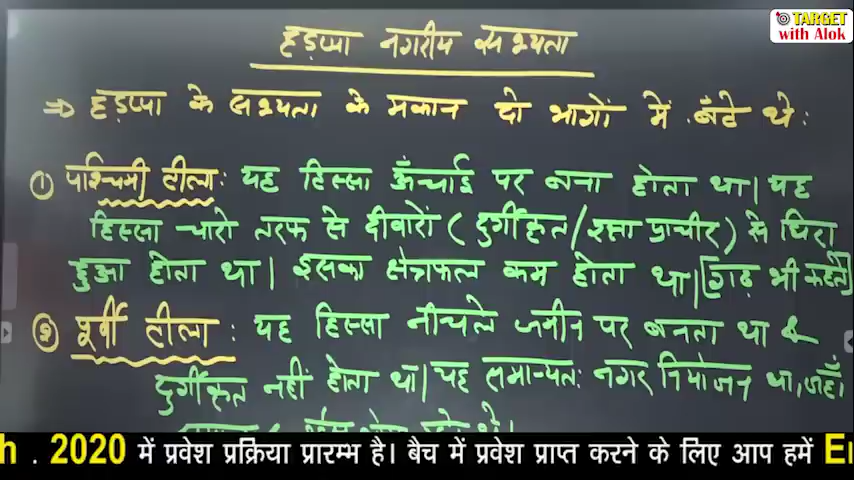 TARGET
with Alok
हड़प्पा नगरीय सभ्यता
⇒ हड़प्पा के सभ्यता के मकान दो भागों में बँटे थे:
① पाश्चिमी टीला: यह हिस्सा ऊँचाई पर बना होता था। यह
हिस्सा चारो तरफ से दीवारों (दुर्गीकृत/रक्षा प्राचीर) से घिरा
हुआ होता था। इसका क्षेत्रफल कम होता था। [गढ़ भी कहते]
② पूर्वी टीला: यह हिस्सा नीचले जमीन पर बनता था &
दुर्गीकृत नहीं होता था। यह समान्यतः नगर नियोजन था, जहाँ
h . 2020 में प्रवेश प्रक्रिया प्रारम्भ है। बैच में प्रवेश प्राप्त करने के लिए आप हमें